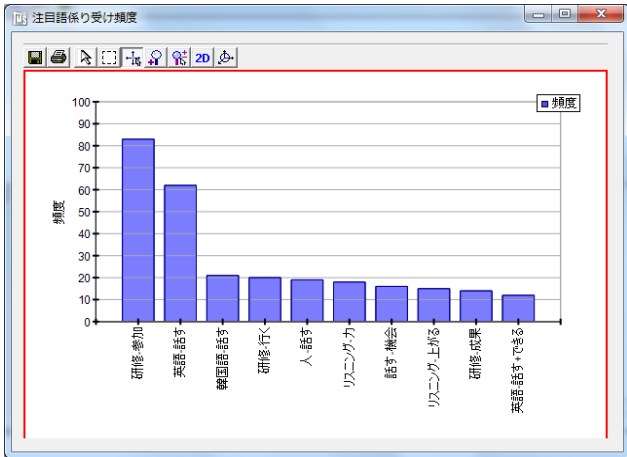 注目語係り受け頻度
2D
頻度
100
90
80
70
60
50
40
30
20
10
0
頻度
研修-参加
英語-話す
韓国語-話す
研修-行く
人-話す
リスニング-力
話す-機会
リスニング-上がる
研修-成果
英語-話す+できる